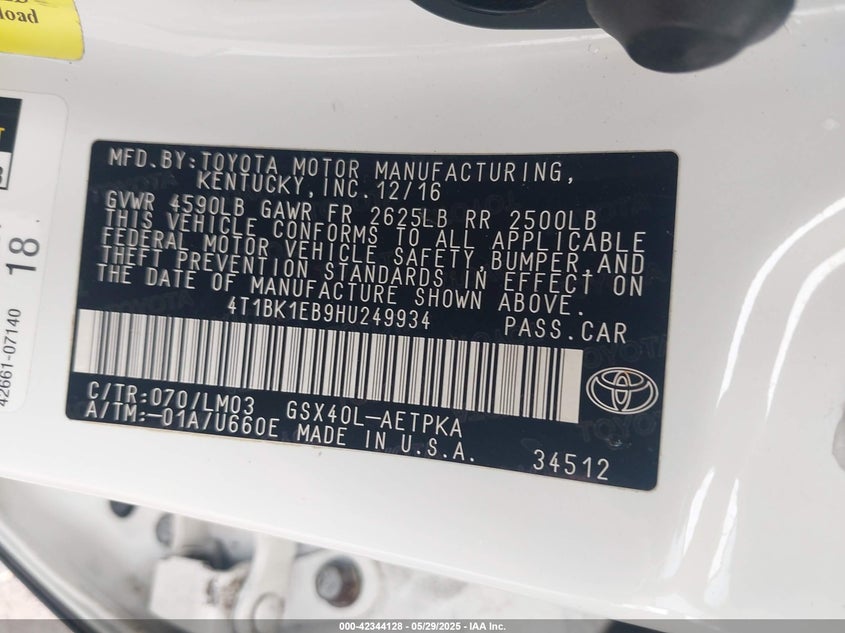 load
MFD.BY:TOYOTA MOTOR MANUFACTURING,
KENTUCKY,INC.12/16
GVWR 4590LB GAWR FR 2625LB RR 2500LB
THIS VEHICLE CONFORMS TO ALL APPLICABLE
FEDERAL MOTOR VEHICLE SAFETY,BUMPER,AND
THEFT PREVENTION STANDARDS IN EFFECT ON
THE DATE OF MANUFACTURE SHOWN ABOVE.
4T1BK1EB9HU249934 PASS.CAR
C/TR:070/LM03 GSX40L-AETPKA
A/TM:-01A/U660E MADE IN U.S.A.
34512
42661-07140
18
TOYOTA
000-42344128 - 05/29/2025 - IAA Inc.